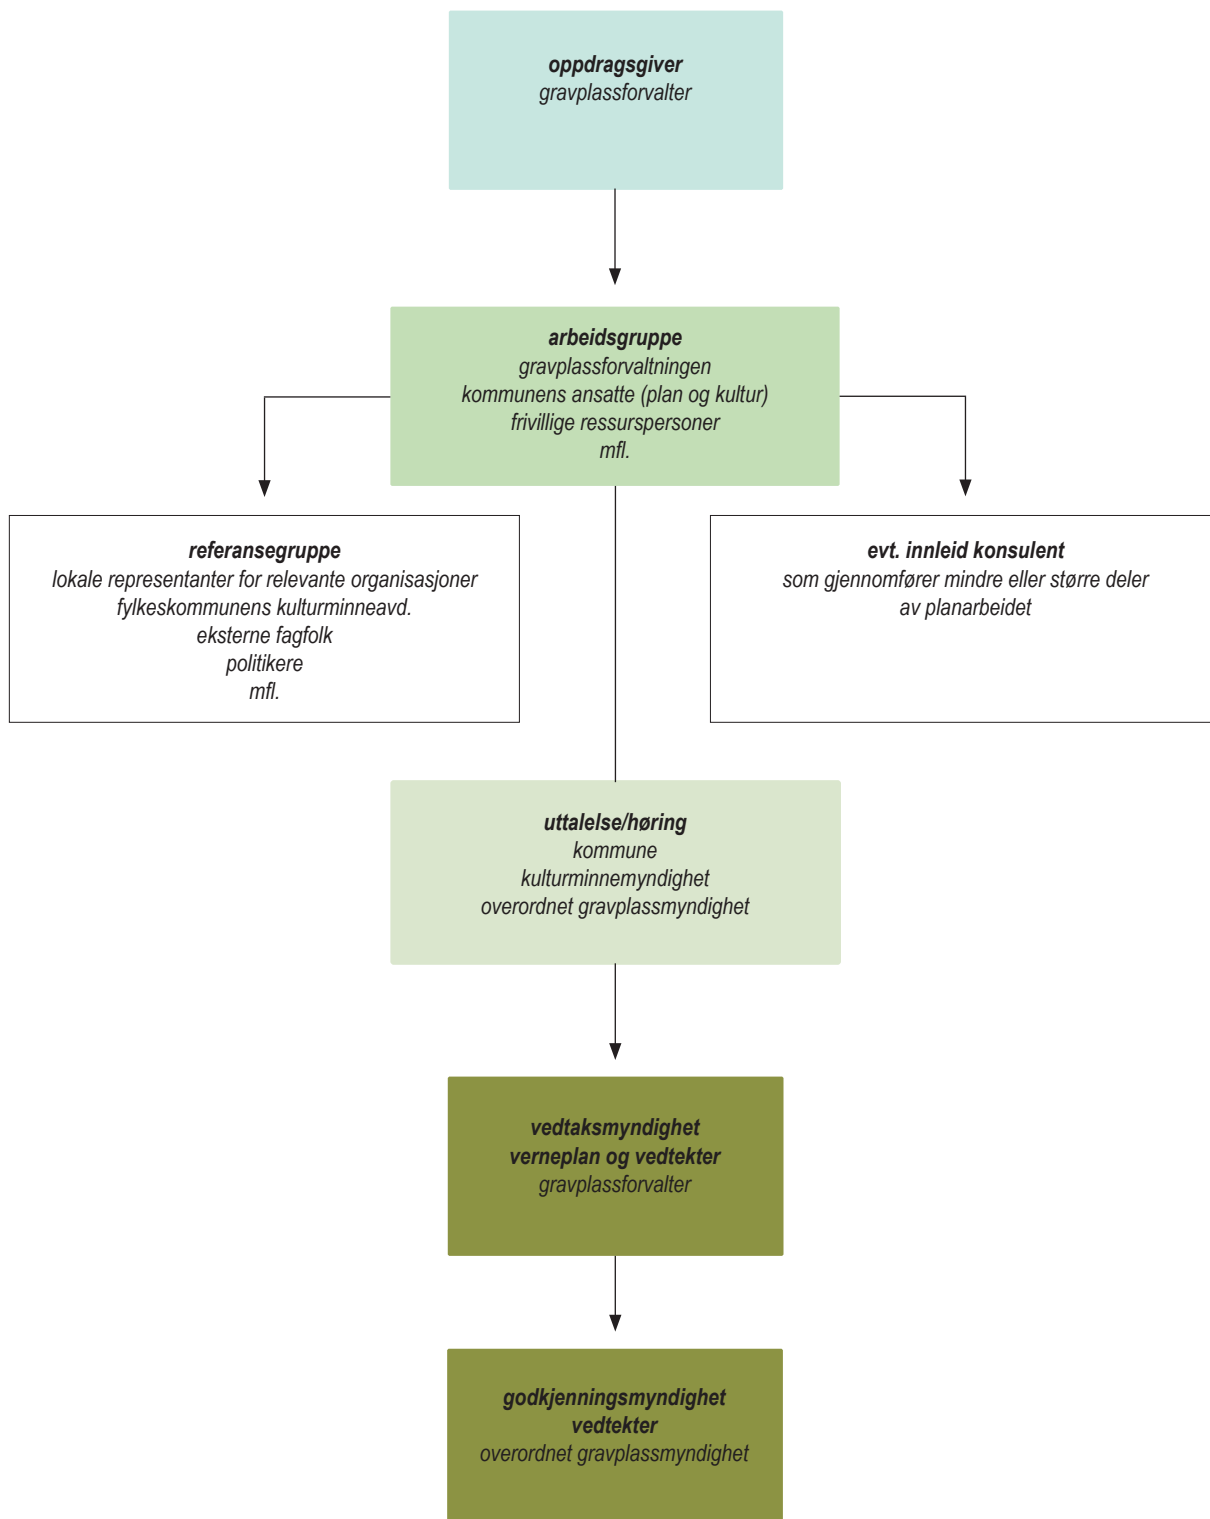 oppdragsgiver
gravplassforvalter
arbeidsgruppe
gravplassforvaltningen
kommunens ansatte (plan og kultur)
frivillige ressurspersoner
mfl.
referansegruppe
lokale representanter for relevante organisasjoner
fylkeskommunens kulturminneavd.
eksterne fagfolk
politikere
mfl.
evt. innleid konsulent
som gjennomfører mindre eller større deler
av planarbeidet
uttalelse/høring
kommune
kulturminnemyndighet
overordnet gravplassmyndighet
vedtaksmyndighet
verneplan og vedtekter
gravplassforvalter
godkjenningsmyndighet
vedtekter
overordnet gravplassmyndighet